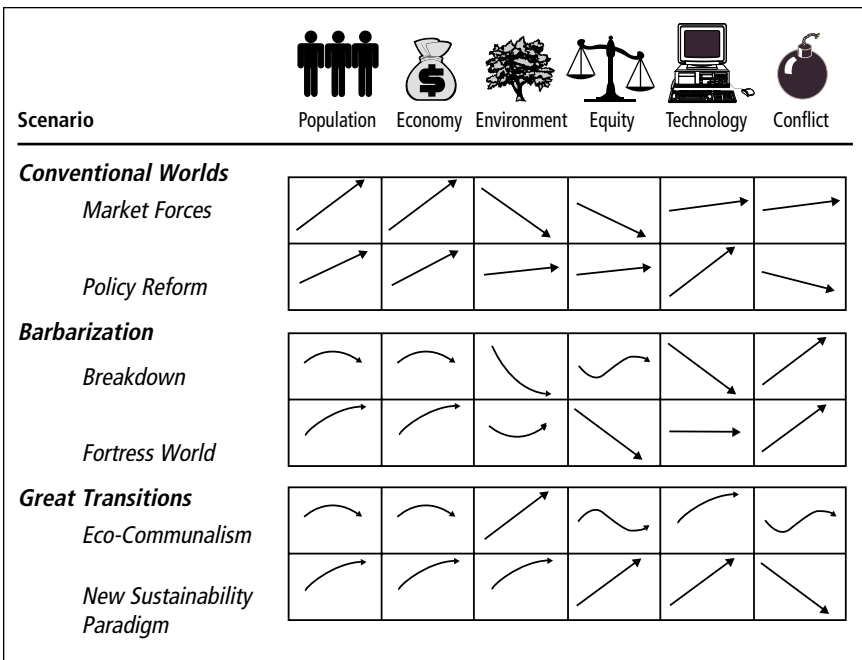 $
Scenario Population Economy Environment Equity Technology Conflict
Conventional Worlds
Market Forces
Policy Reform
Barbarization
Breakdown
Fortress World
Great Transitions
Eco-Communalism
New Sustainability
Paradigm